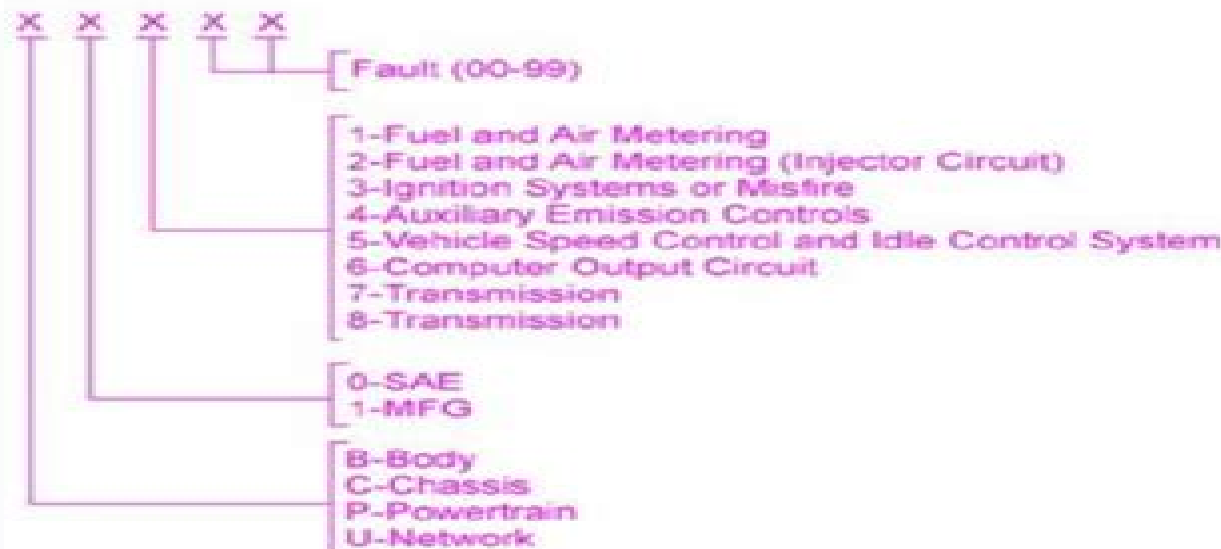 X X X X X
Fault (00-99)
1-Fuel and Air Metering
2-Fuel and Air Metering (Injector Circuit)
3-Ignition Systems or Misfire
4-Auxiliary Emission Controls
5-Vehicle Speed Control and Idle Control System
6-Computer Output Circuit
7-Transmission
8-Transmission
0-SAE
1-MFG
B-Body
C-Chassis
P-Powertrain
U-Network